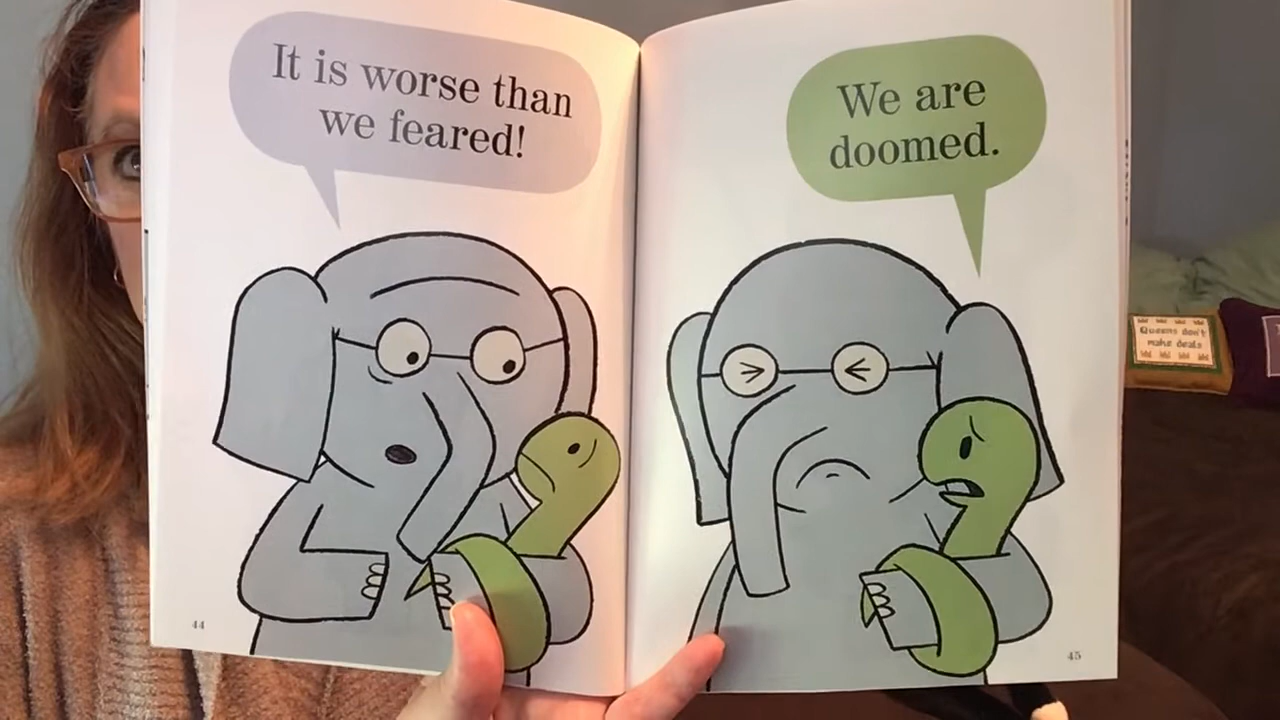 It is worse than
we feared!
We are
doomed.
44
45
Queens don't
make deals